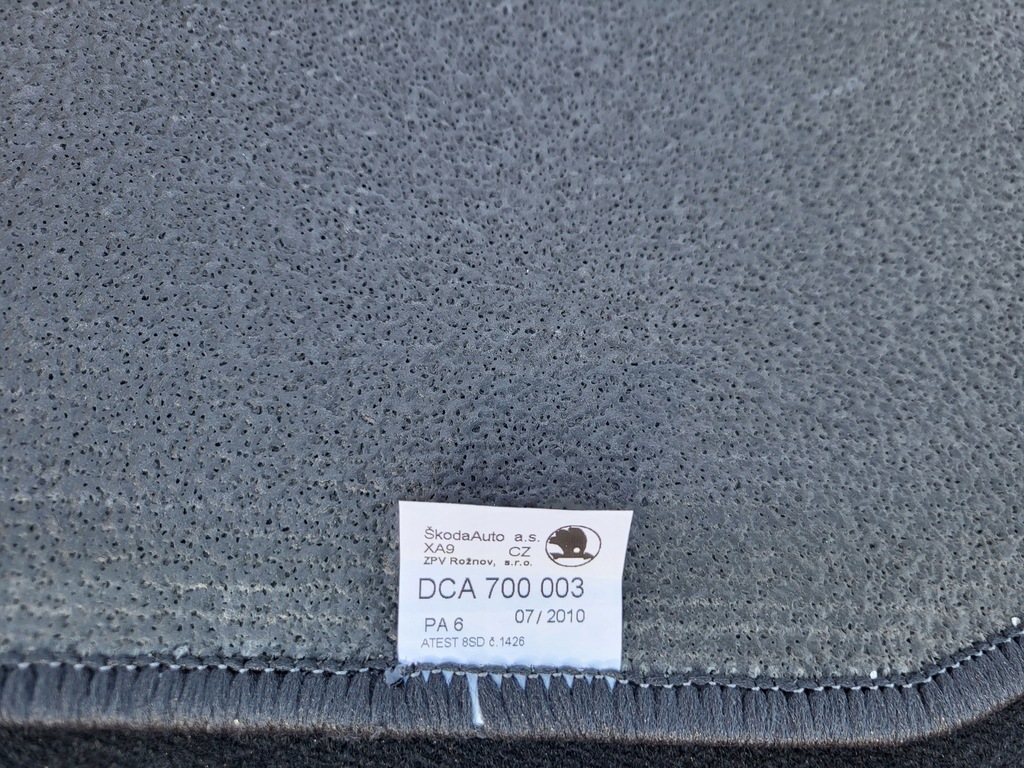 ŠkodaAuto a.s.
XA9 CZ
ZPV Rožnov, s.r.o.
DCA 700 003
PA 6 07/2010
ATEST 8SD č.1426